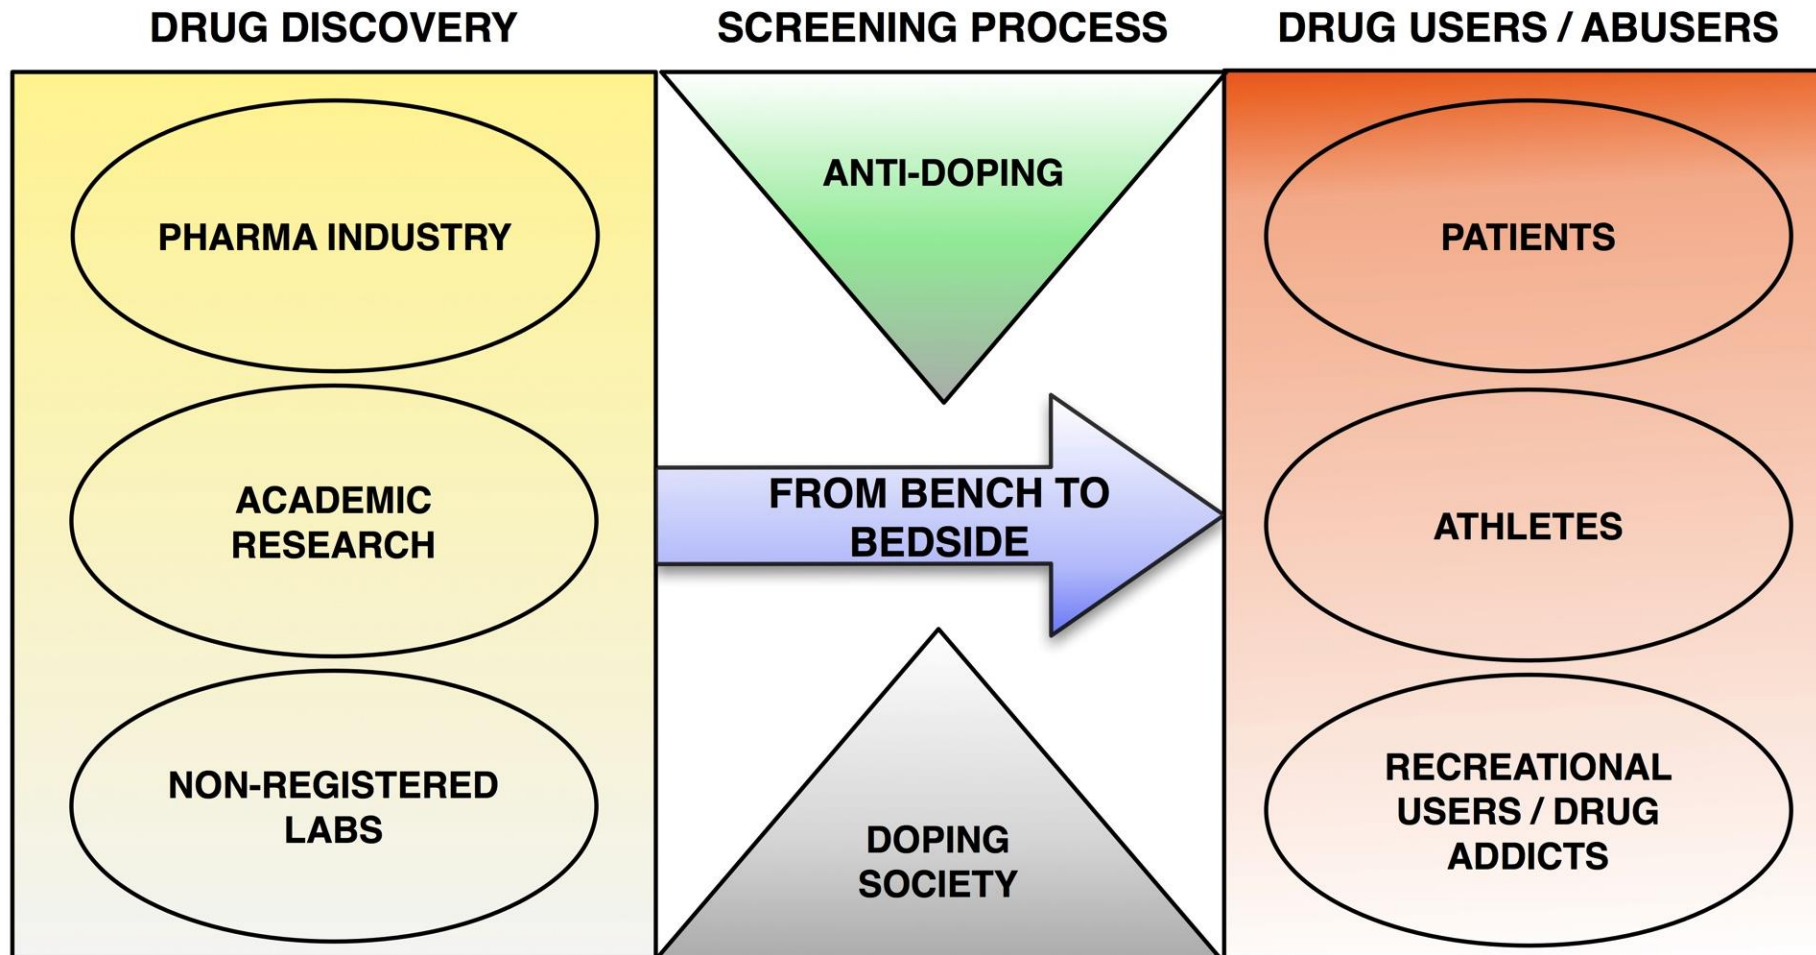 DRUG DISCOVERY
SCREENING PROCESS
DRUG USERS / ABUSERS
PHARMA INDUSTRY
ACADEMIC
RESEARCH
NON-REGISTERED
LABS
ANTI-DOPING
FROM BENCH TO
BEDSIDE
DOPING
SOCIETY
PATIENTS
ATHLETES
RECREATIONAL
USERS / DRUG
ADDICTS